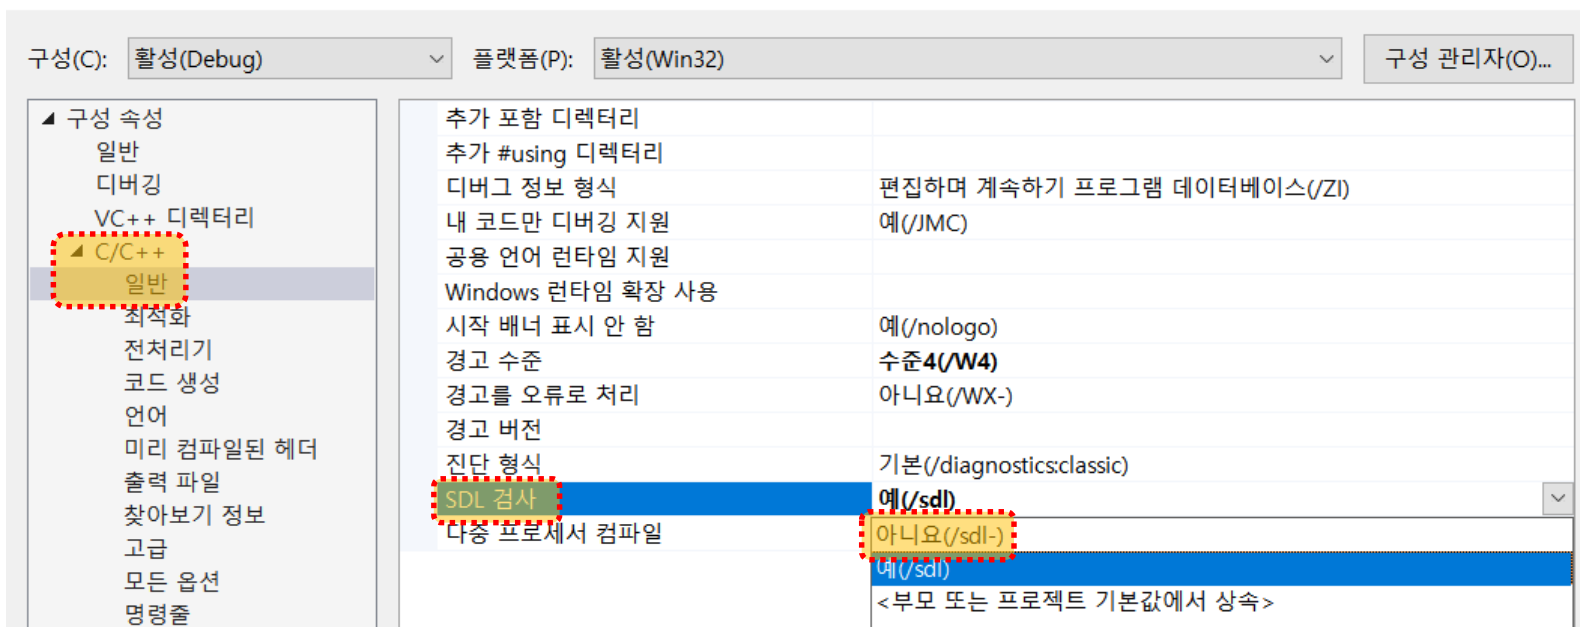 구성(C): 활성(Debug) 플랫폼(P): 활성(Win32) 구성 관리자(O)...
구성 속성
일반
디버깅
VC++ 디렉터리
C/C++
일반
최적화
전처리기
코드 생성
언어
미리 컴파일된 헤더
출력 파일
찾아보기 정보
고급
모든 옵션
명령줄
추가 포함 디렉터리
추가 #using 디렉터리
디버그 정보 형식 편집하며 계속하기 프로그램 데이터베이스(/ZI)
내 코드만 디버깅 지원 예(/JMC)
공용 언어 런타임 지원
Windows 런타임 확장 사용
시작 배너 표시 안 함 예(/nologo)
경고 수준 수준4(/W4)
경고를 오류로 처리 아니요(/WX-)
경고 버전
진단 형식 기본(/diagnostics:classic)
SDL 검사 예(/sdl)
다중 프로세서 컴파일 아니요(/sdl-)
예(/sdl)
<부모 또는 프로젝트 기본값에서 상속>